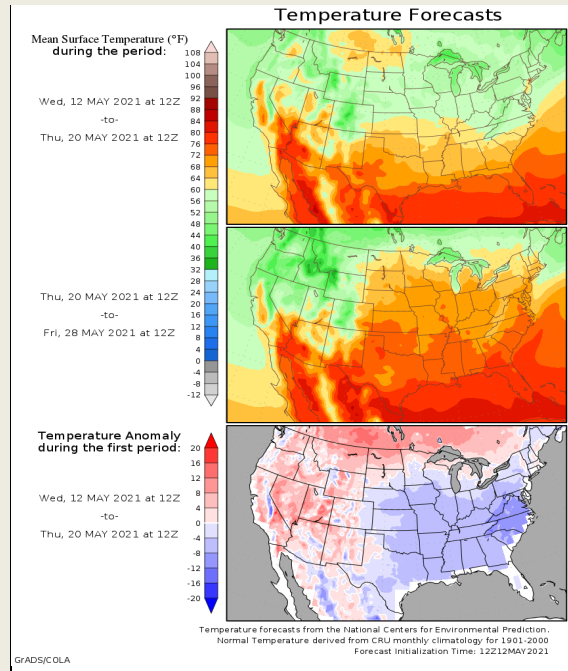 Temperature Forecasts
Mean Surface Temperature (°F)
during the period:
108
104
100
96
92
88
84
80
76
72
68
64
60
56
52
48
44
40
36
32
28
24
20
16
12
8
4
0
-4
-8
-12
Wed, 12 MAY 2021 at 12Z
-to-
Thu, 20 MAY 2021 at 12Z
Thu, 20 MAY 2021 at 12Z
-to-
Fri, 28 MAY 2021 at 12Z
Temperature Anomaly
during the first period:
20
16
12
8
4
0
-4
-8
-12
-16
-20
Wed, 12 MAY 2021 at 12Z
-to-
Thu, 20 MAY 2021 at 12Z
Temperature forecasts from the National Centers for Environmental Prediction.
Normal Temperature derived from CRU monthly climatology for 1901-2000
Forecast Initialization Time: 12Z12MAY2021
GrADS/COLA